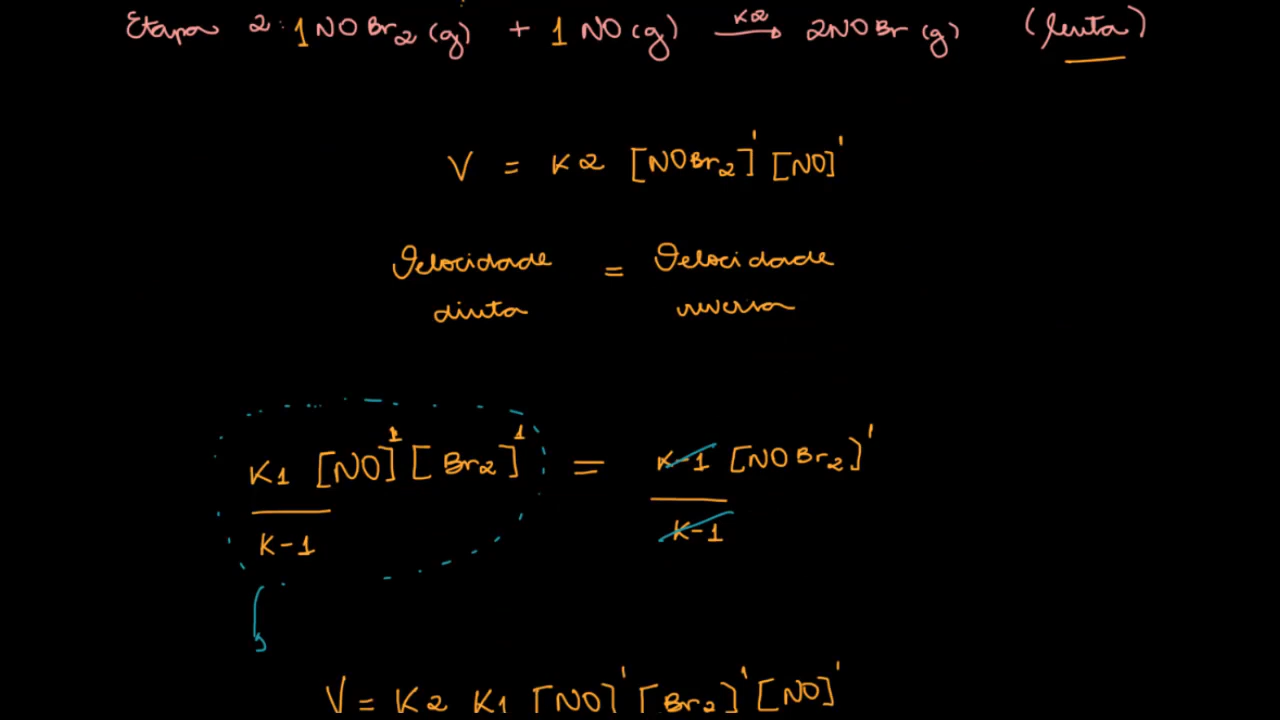 Etapa 2: 1 NOBr₂ (g) + 1 NO (g) →K2 2NOBr (g) (lenta)
V = K2 [NOBr₂]¹ [NO]¹
Velocidade = Velocidade
direta inversa
K1 [NO]¹ [Br₂]¹ = K-1 [NOBr₂]¹
K-1 K-1
V = K2 K1 [NO]¹ [Br₂]¹ [NO]¹